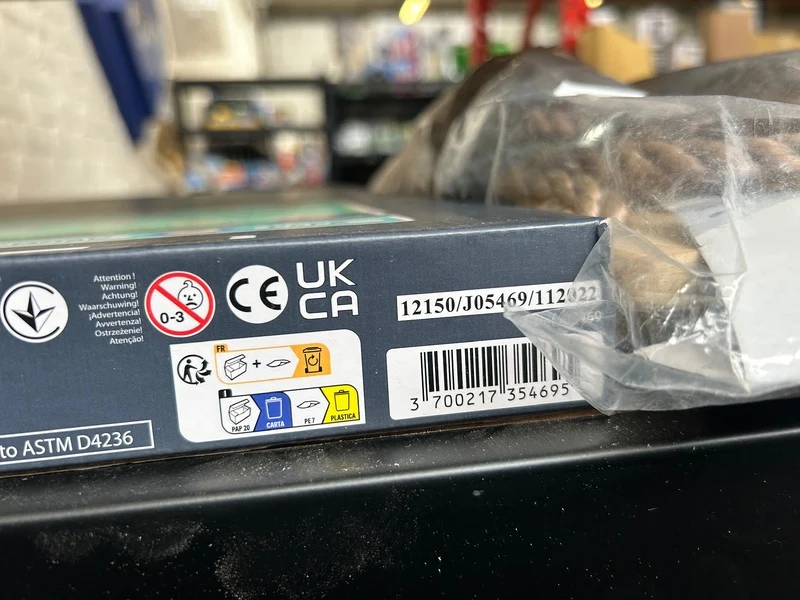 Attention !
Warning!
Achtung!
Waarschuwing!
¡Advertencia!
Avvertenza!
Ostrzeżenie!
Atenção!
0-3
CE
UK
CA
12150/J05469/112022
FR
PAP 20
CARTA
PE 7
PLASTICA
3 700217 354695
to ASTM D4236